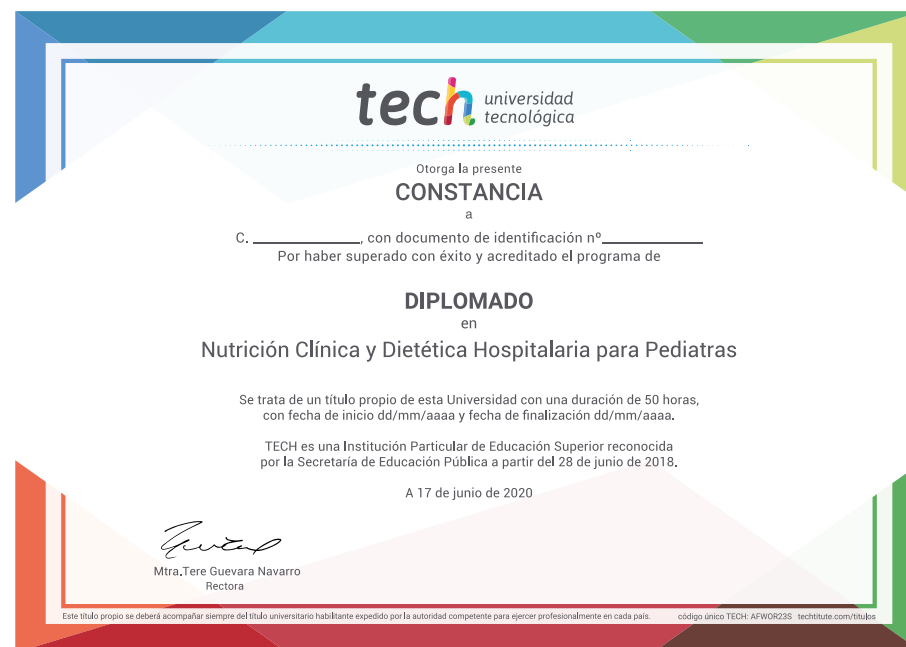 tech universidad
tecnológica
Otorga la presente
CONSTANCIA
a
C. ____________, con documento de identificación nº____________
Por haber superado con éxito y acreditado el programa de
DIPLOMADO
en
Nutrición Clínica y Dietética Hospitalaria para Pediatras
Se trata de un título propio de esta Universidad con una duración de 50 horas,
con fecha de inicio dd/mm/aaaa y fecha de finalización dd/mm/aaaa.
TECH es una Institución Particular de Educación Superior reconocida
por la Secretaría de Educación Pública a partir del 28 de junio de 2018.
A 17 de junio de 2020
Mtra.Tere Guevara Navarro
Rectora
Este título propio se deberá acompañar siempre del título universitario habilitante expedido por la autoridad competente para ejercer profesionalmente en cada país. código único TECH: AFWOR23S techtitute.com/titulos